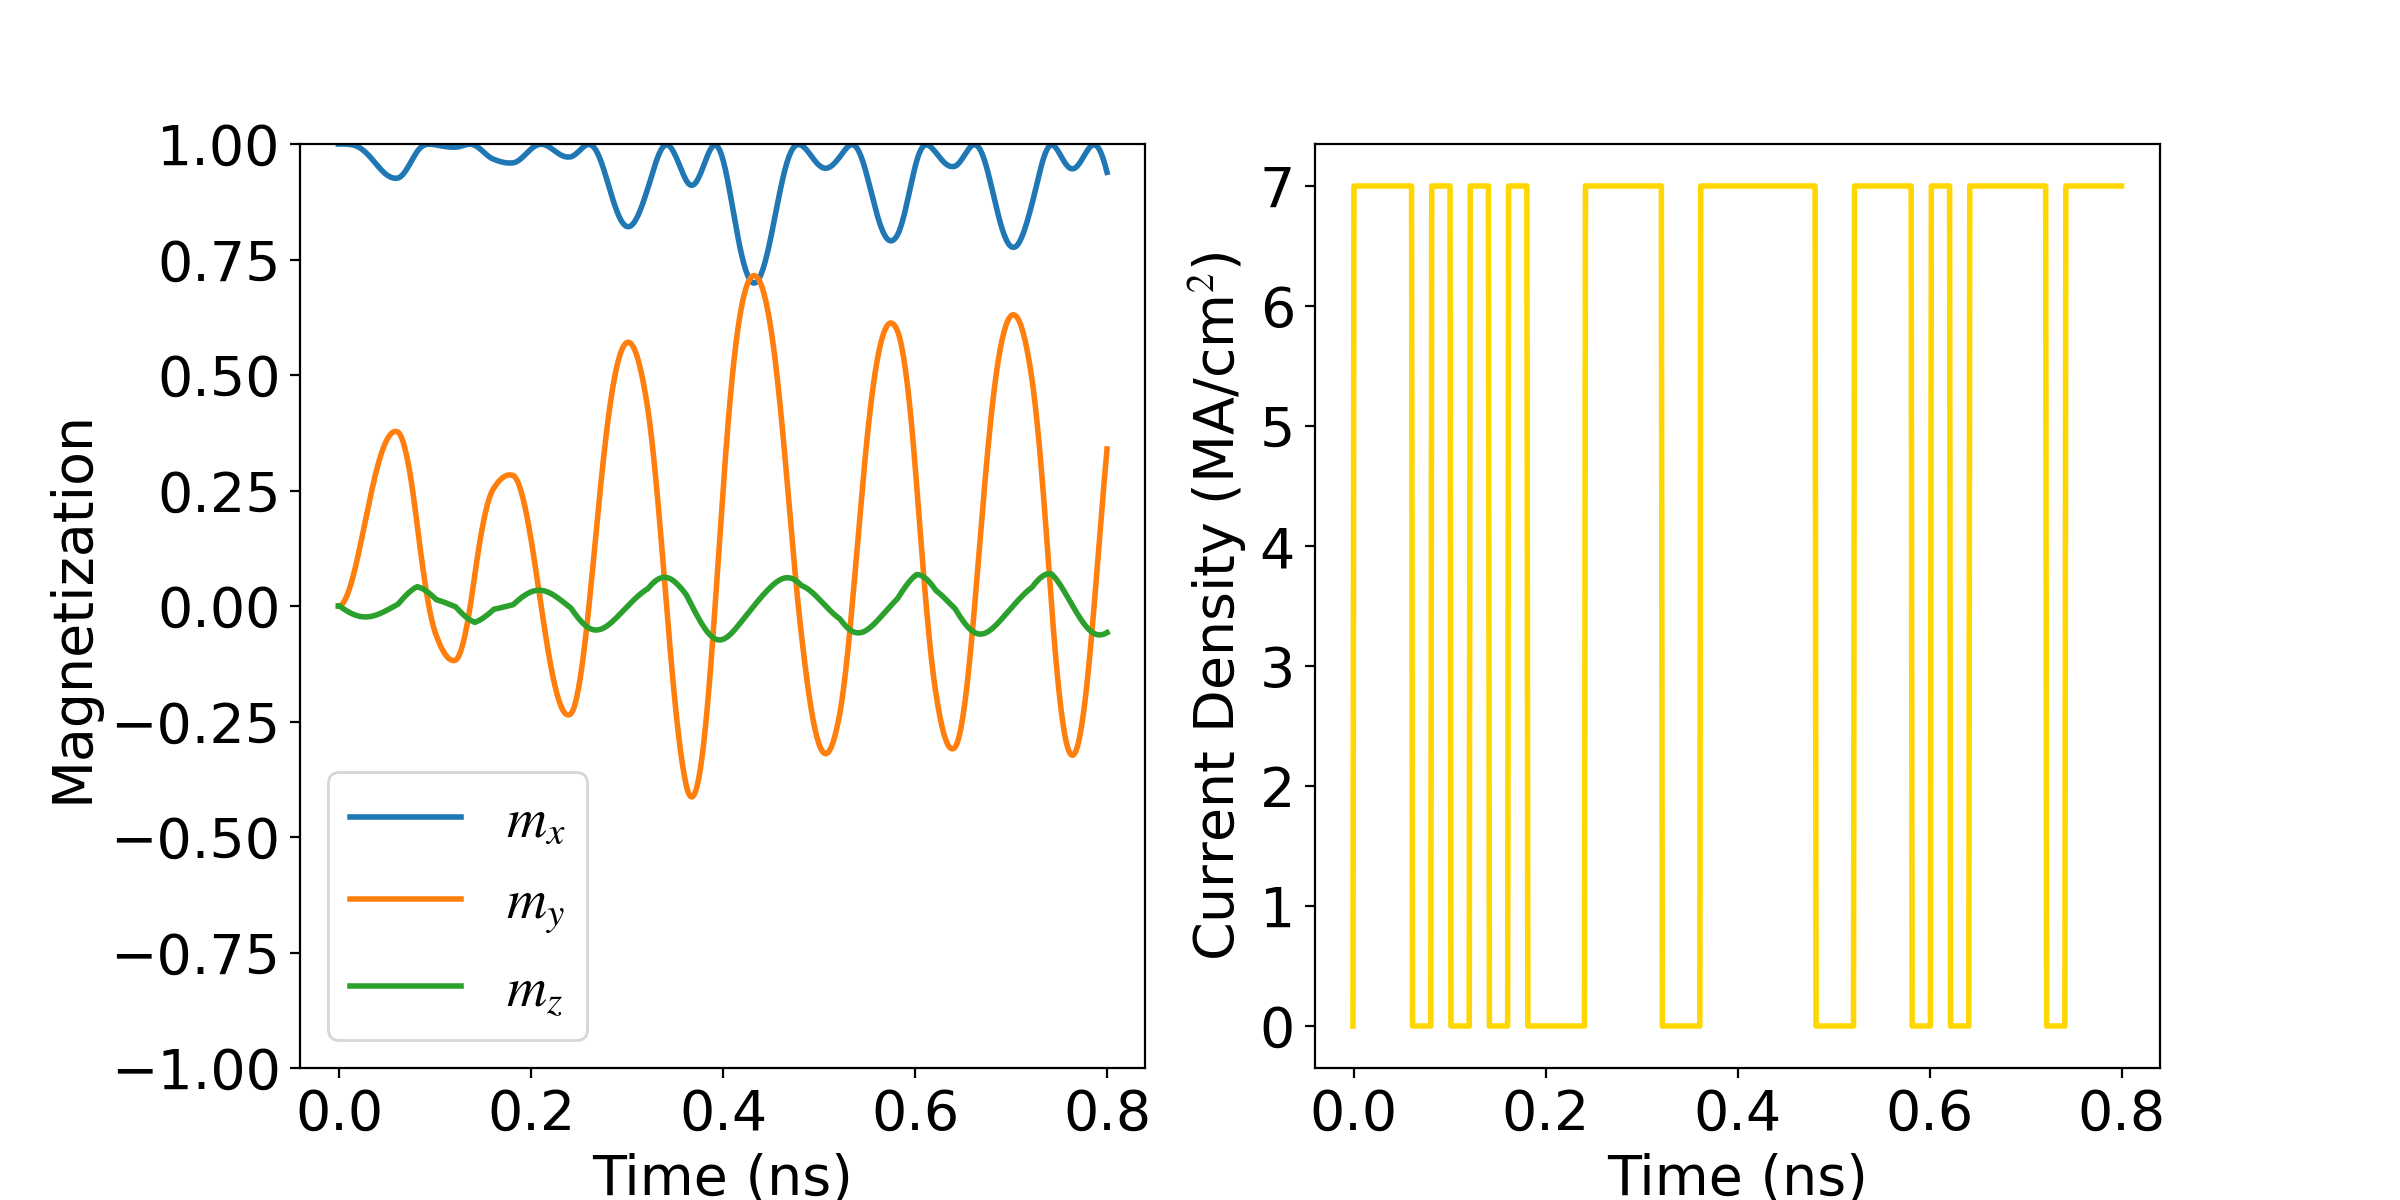 Magnetization
1.00
0.75
0.50
0.25
0.00
−0.25
−0.50
−0.75
−1.00
m_x
m_y
m_z
0.0 0.2 0.4 0.6 0.8
Time (ns)
Current Density (MA/cm²)
7
6
5
4
3
2
1
0
0.0 0.2 0.4 0.6 0.8
Time (ns)